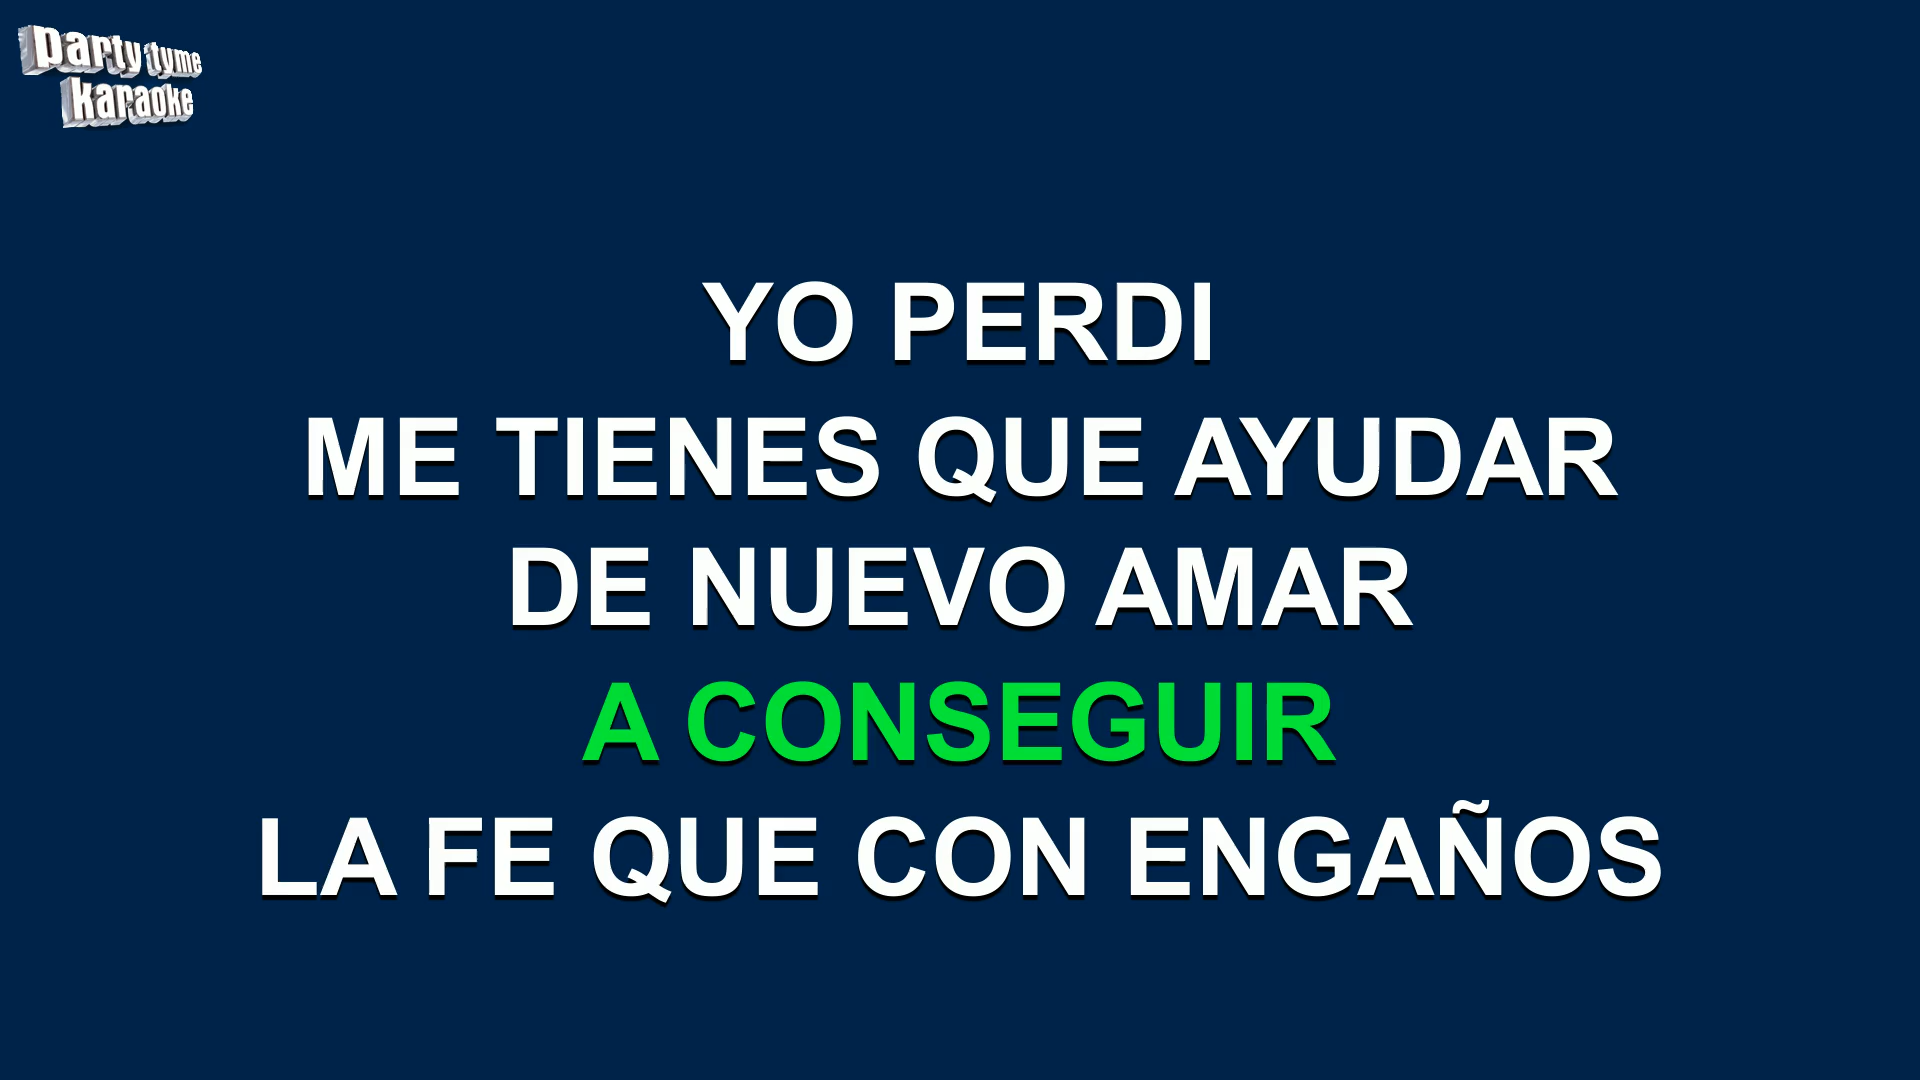 party tyme
karaoke
YO PERDI
ME TIENES QUE AYUDAR
DE NUEVO AMAR
A CONSEGUIR
LA FE QUE CON ENGAÑOS